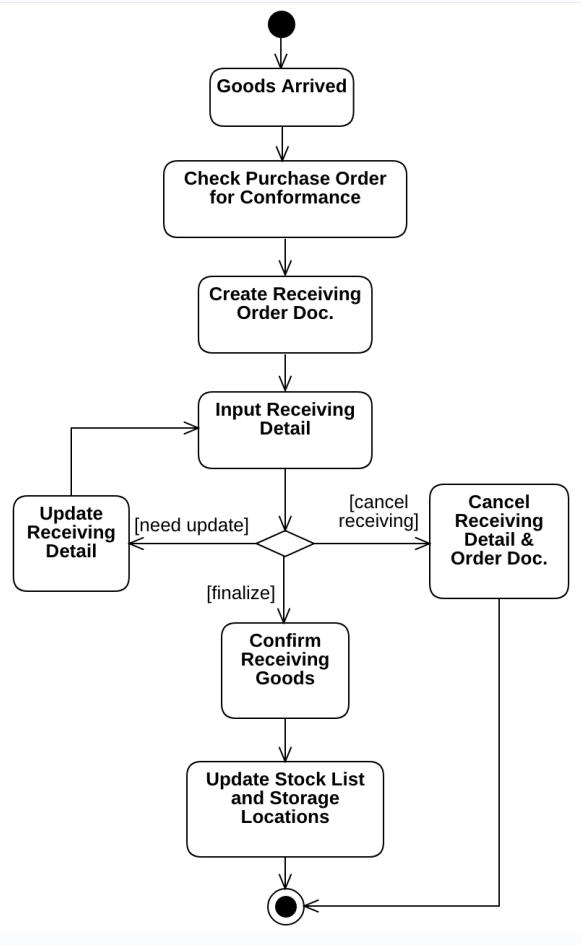 Goods Arrived
Check Purchase Order
for Conformance
Create Receiving
Order Doc.
Input Receiving
Detail
Update
Receiving
Detail
[need update]
[cancel
receiving]
Cancel
Receiving
Detail &
Order Doc.
[finalize]
Confirm
Receiving
Goods
Update Stock List
and Storage
Locations